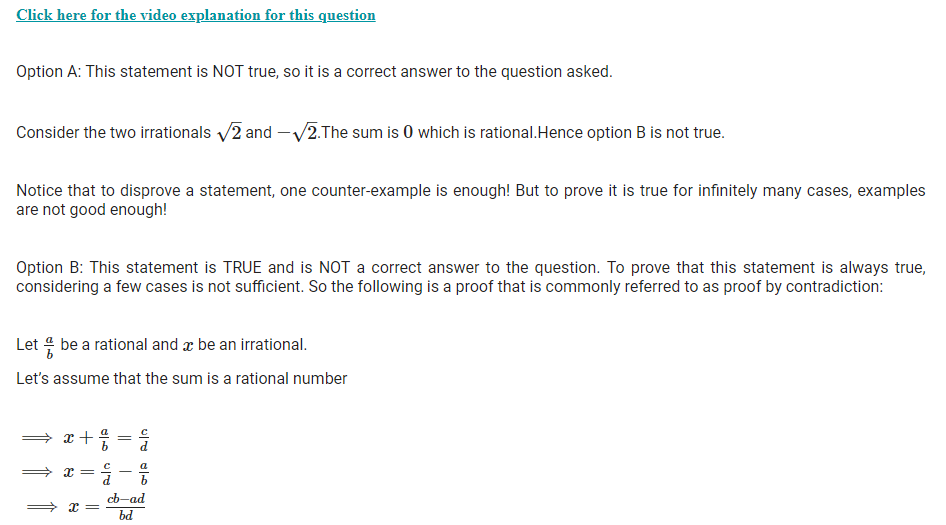 Click here for the video explanation for this question
Option A: This statement is NOT true, so it is a correct answer to the question asked.
Consider the two irrationals √2 and −√2.The sum is 0 which is rational.Hence option B is not true.
Notice that to disprove a statement, one counter-example is enough! But to prove it is true for infinitely many cases, examples
are not good enough!
Option B: This statement is TRUE and is NOT a correct answer to the question. To prove that this statement is always true,
considering a few cases is not sufficient. So the following is a proof that is commonly referred to as proof by contradiction:
Let a/b be a rational and x be an irrational.
Let's assume that the sum is a rational number
⟹ x + a/b = c/d
⟹ x = c/d − a/b
⟹ x = cb−ad/bd